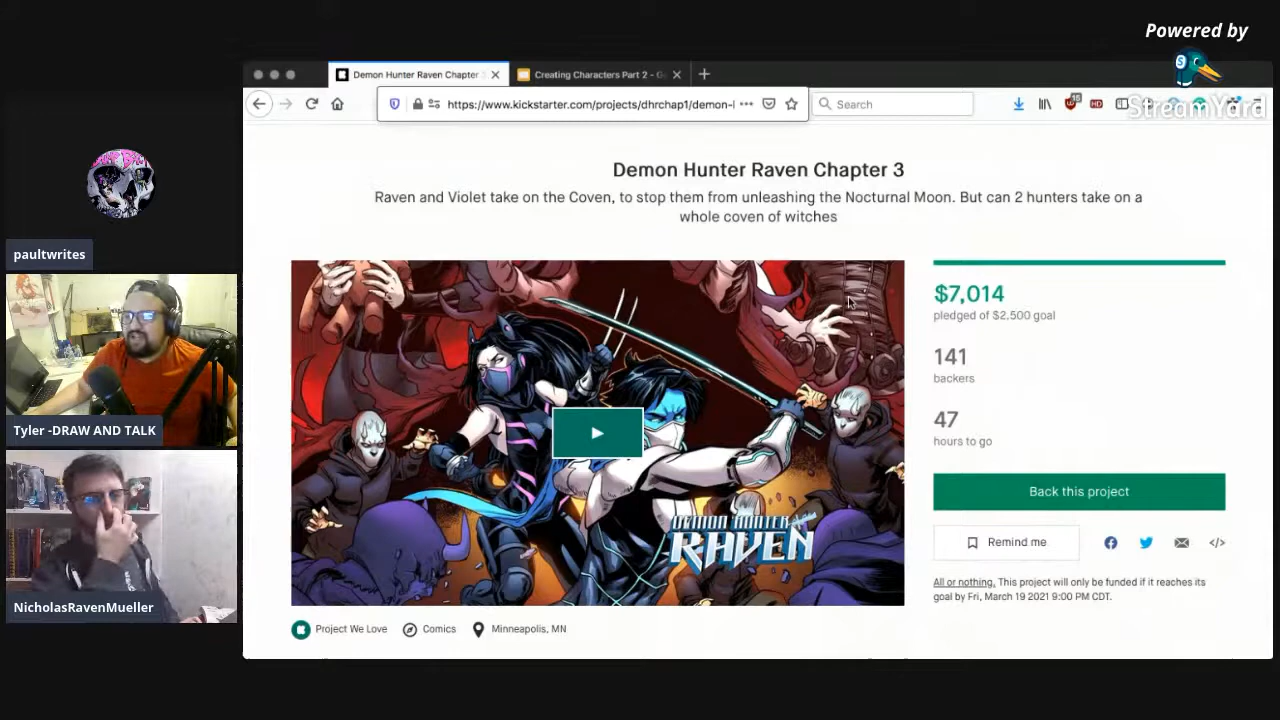 Powered by
StreamYard
Demon Hunter Raven Chapter 3
Creating Characters Part 2 - G
https://www.kickstarter.com/projects/dhrchap1/demon-l
Search
HD
Demon Hunter Raven Chapter 3
Raven and Violet take on the Coven, to stop them from unleashing the Nocturnal Moon. But can 2 hunters take on a
whole coven of witches
paultwrites
Tyler -DRAW AND TALK
NicholasRavenMueller
DEMON HUNTER
RAVEN
$7,014
pledged of $2,500 goal
141
backers
47
hours to go
Back this project
Remind me
All or nothing. This project will only be funded if it reaches its
goal by Fri, March 19 2021 9:00 PM CDT.
Project We Love
Comics
Minneapolis, MN